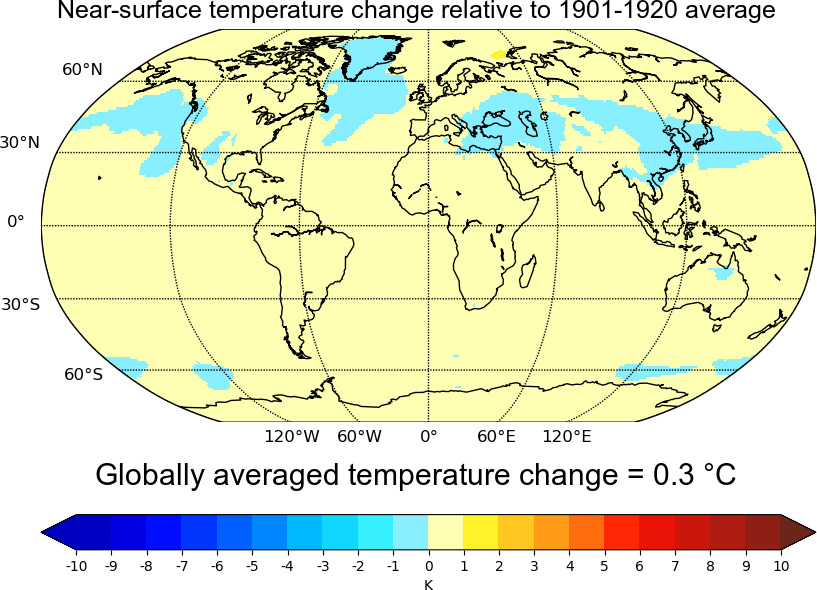 Near-surface temperature change relative to 1901-1920 average
60°N
30°N
0°
30°S
60°S
120°W 60°W 0° 60°E 120°E
Globally averaged temperature change = 0.3 °C
-10 -9 -8 -7 -6 -5 -4 -3 -2 -1 0 1 2 3 4 5 6 7 8 9 10
K